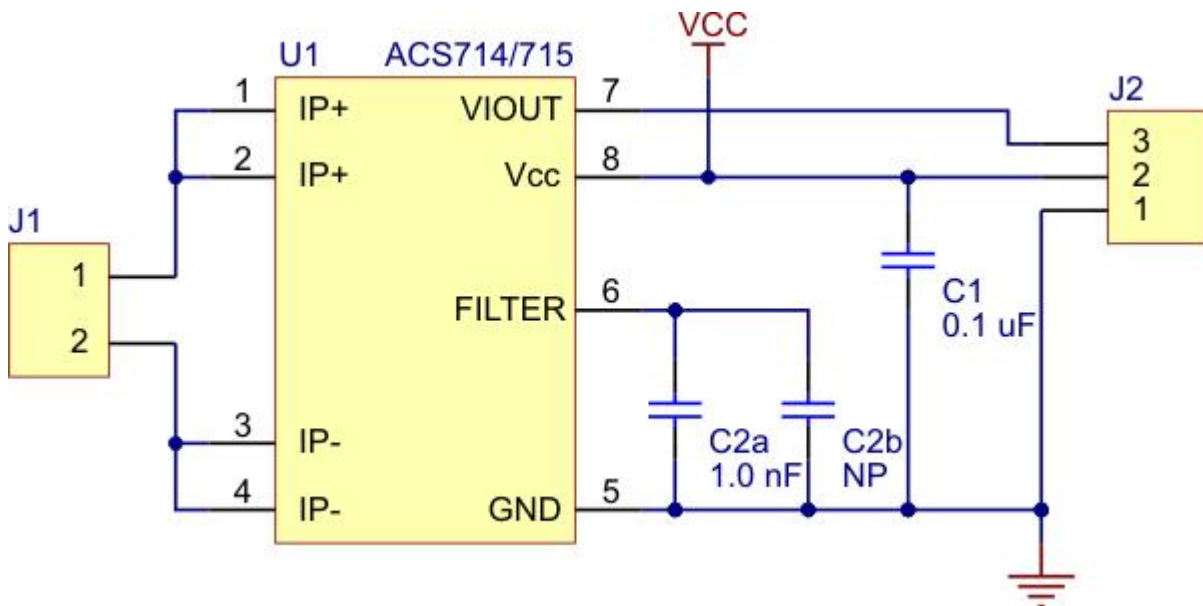 VCC
U1 ACS714/715
1 IP+ VIOUT 7
J2
3
2 IP+ Vcc 8
2
1
J1
1
C1
0.1 uF
FILTER 6
2
3 IP-
C2a
1.0 nF
C2b
NP
4 IP- GND 5